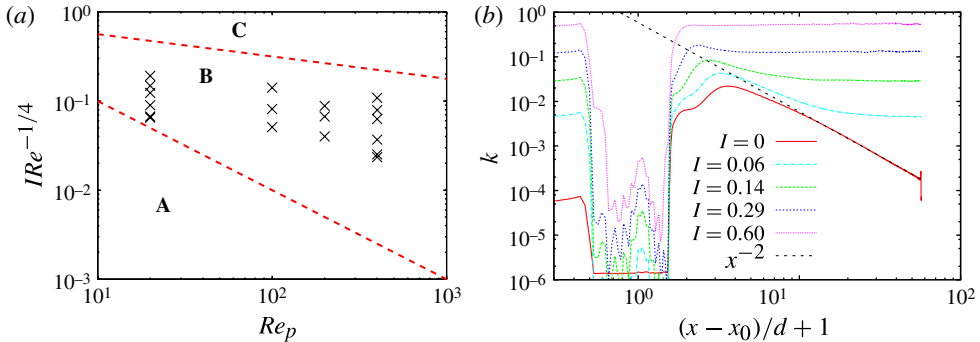 (a)
10^0
10^-1
10^-2
10^-3
IRe^-1/4
C
B
A
10^1
10^2
10^3
Re_p
(b)
10^0
10^-1
10^-2
10^-3
10^-4
10^-5
10^-6
k
I = 0
I = 0.06
I = 0.14
I = 0.29
I = 0.60
x^-2
10^0
10^1
10^2
(x − x_0)/d + 1